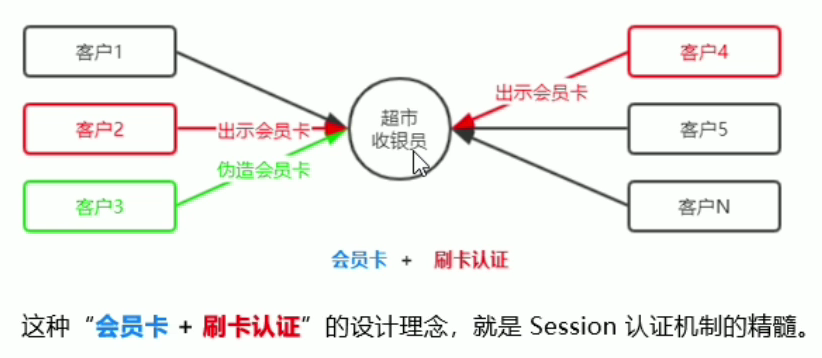 客户1
客户4
出示会员卡
超市
收银员
客户2
出示会员卡
客户5
伪造会员卡
客户3
客户N
会员卡 + 刷卡认证
这种“会员卡 + 刷卡认证”的设计理念，就是 Session 认证机制的精髓。